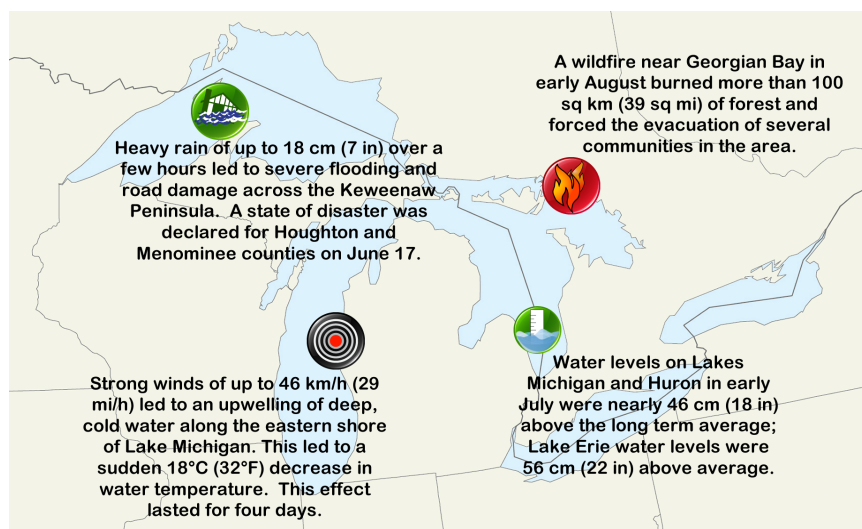 A wildfire near Georgian Bay in
early August burned more than 100
sq km (39 sq mi) of forest and
forced the evacuation of several
communities in the area.
Heavy rain of up to 18 cm (7 in) over a
few hours led to severe flooding and
road damage across the Keweenaw
Peninsula. A state of disaster was
declared for Houghton and
Menominee counties on June 17.
Strong winds of up to 46 km/h (29
mi/h) led to an upwelling of deep,
cold water along the eastern shore
of Lake Michigan. This led to a
sudden 18°C (32°F) decrease in
water temperature. This effect
lasted for four days.
Water levels on Lakes
Michigan and Huron in early
July were nearly 46 cm (18 in)
above the long term average;
Lake Erie water levels were
56 cm (22 in) above average.